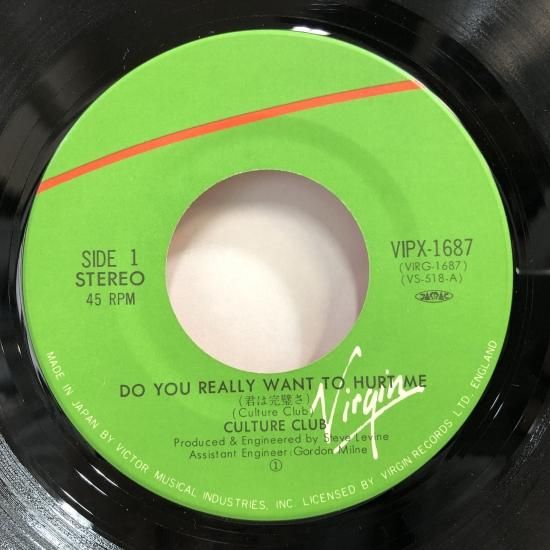 SIDE 1
STEREO
45 RPM
VIPX-1687
(VIRG-1687)
(VS-518-A)
DO YOU REALLY WANT TO HURT ME
(君は完璧さ)
(Culture Club)
CULTURE CLUB
Produced & Engineered by Steve Levine
Assistant Engineer: Gordon Milne
①
Virgin
MADE IN JAPAN BY VICTOR MUSICAL INDUSTRIES, INC. LICENSED BY VIRGIN RECORDS LTD. ENGLAND